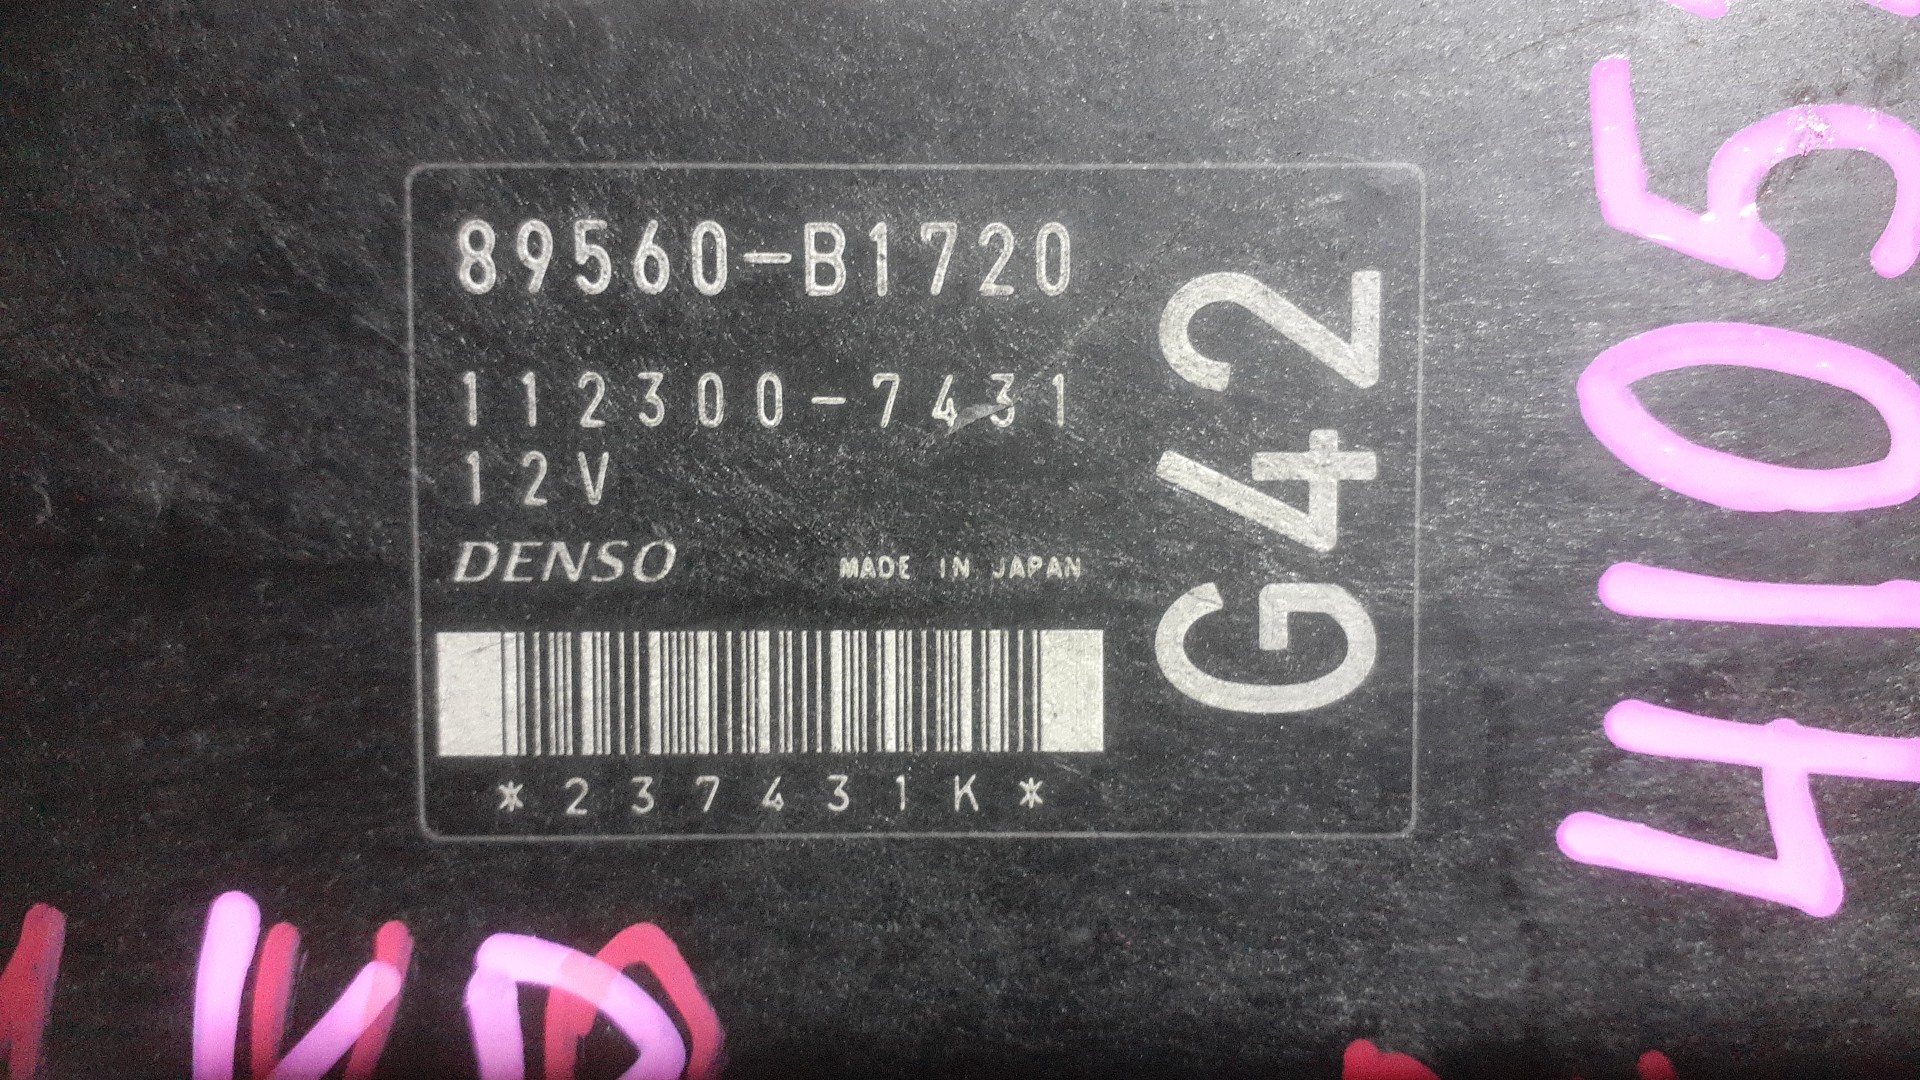 89560-B1720
112300-7431
12V
DENSO MADE IN JAPAN
*237431K*
G42
4105